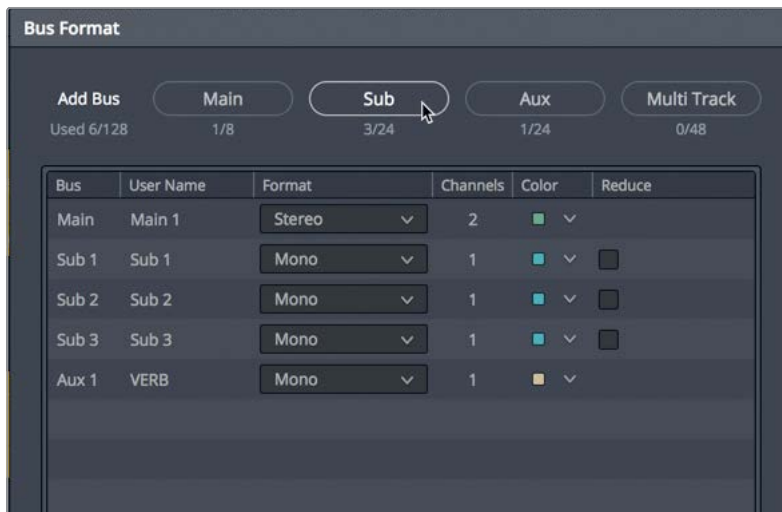 Bus Format
Add Bus Main Sub Aux Multi Track
Used 6/128 1/8 3/24 1/24 0/48
Bus User Name Format Channels Color Reduce
Main Main 1 Stereo 2
Sub 1 Sub 1 Mono 1
Sub 2 Sub 2 Mono 1
Sub 3 Sub 3 Mono 1
Aux 1 VERB Mono 1